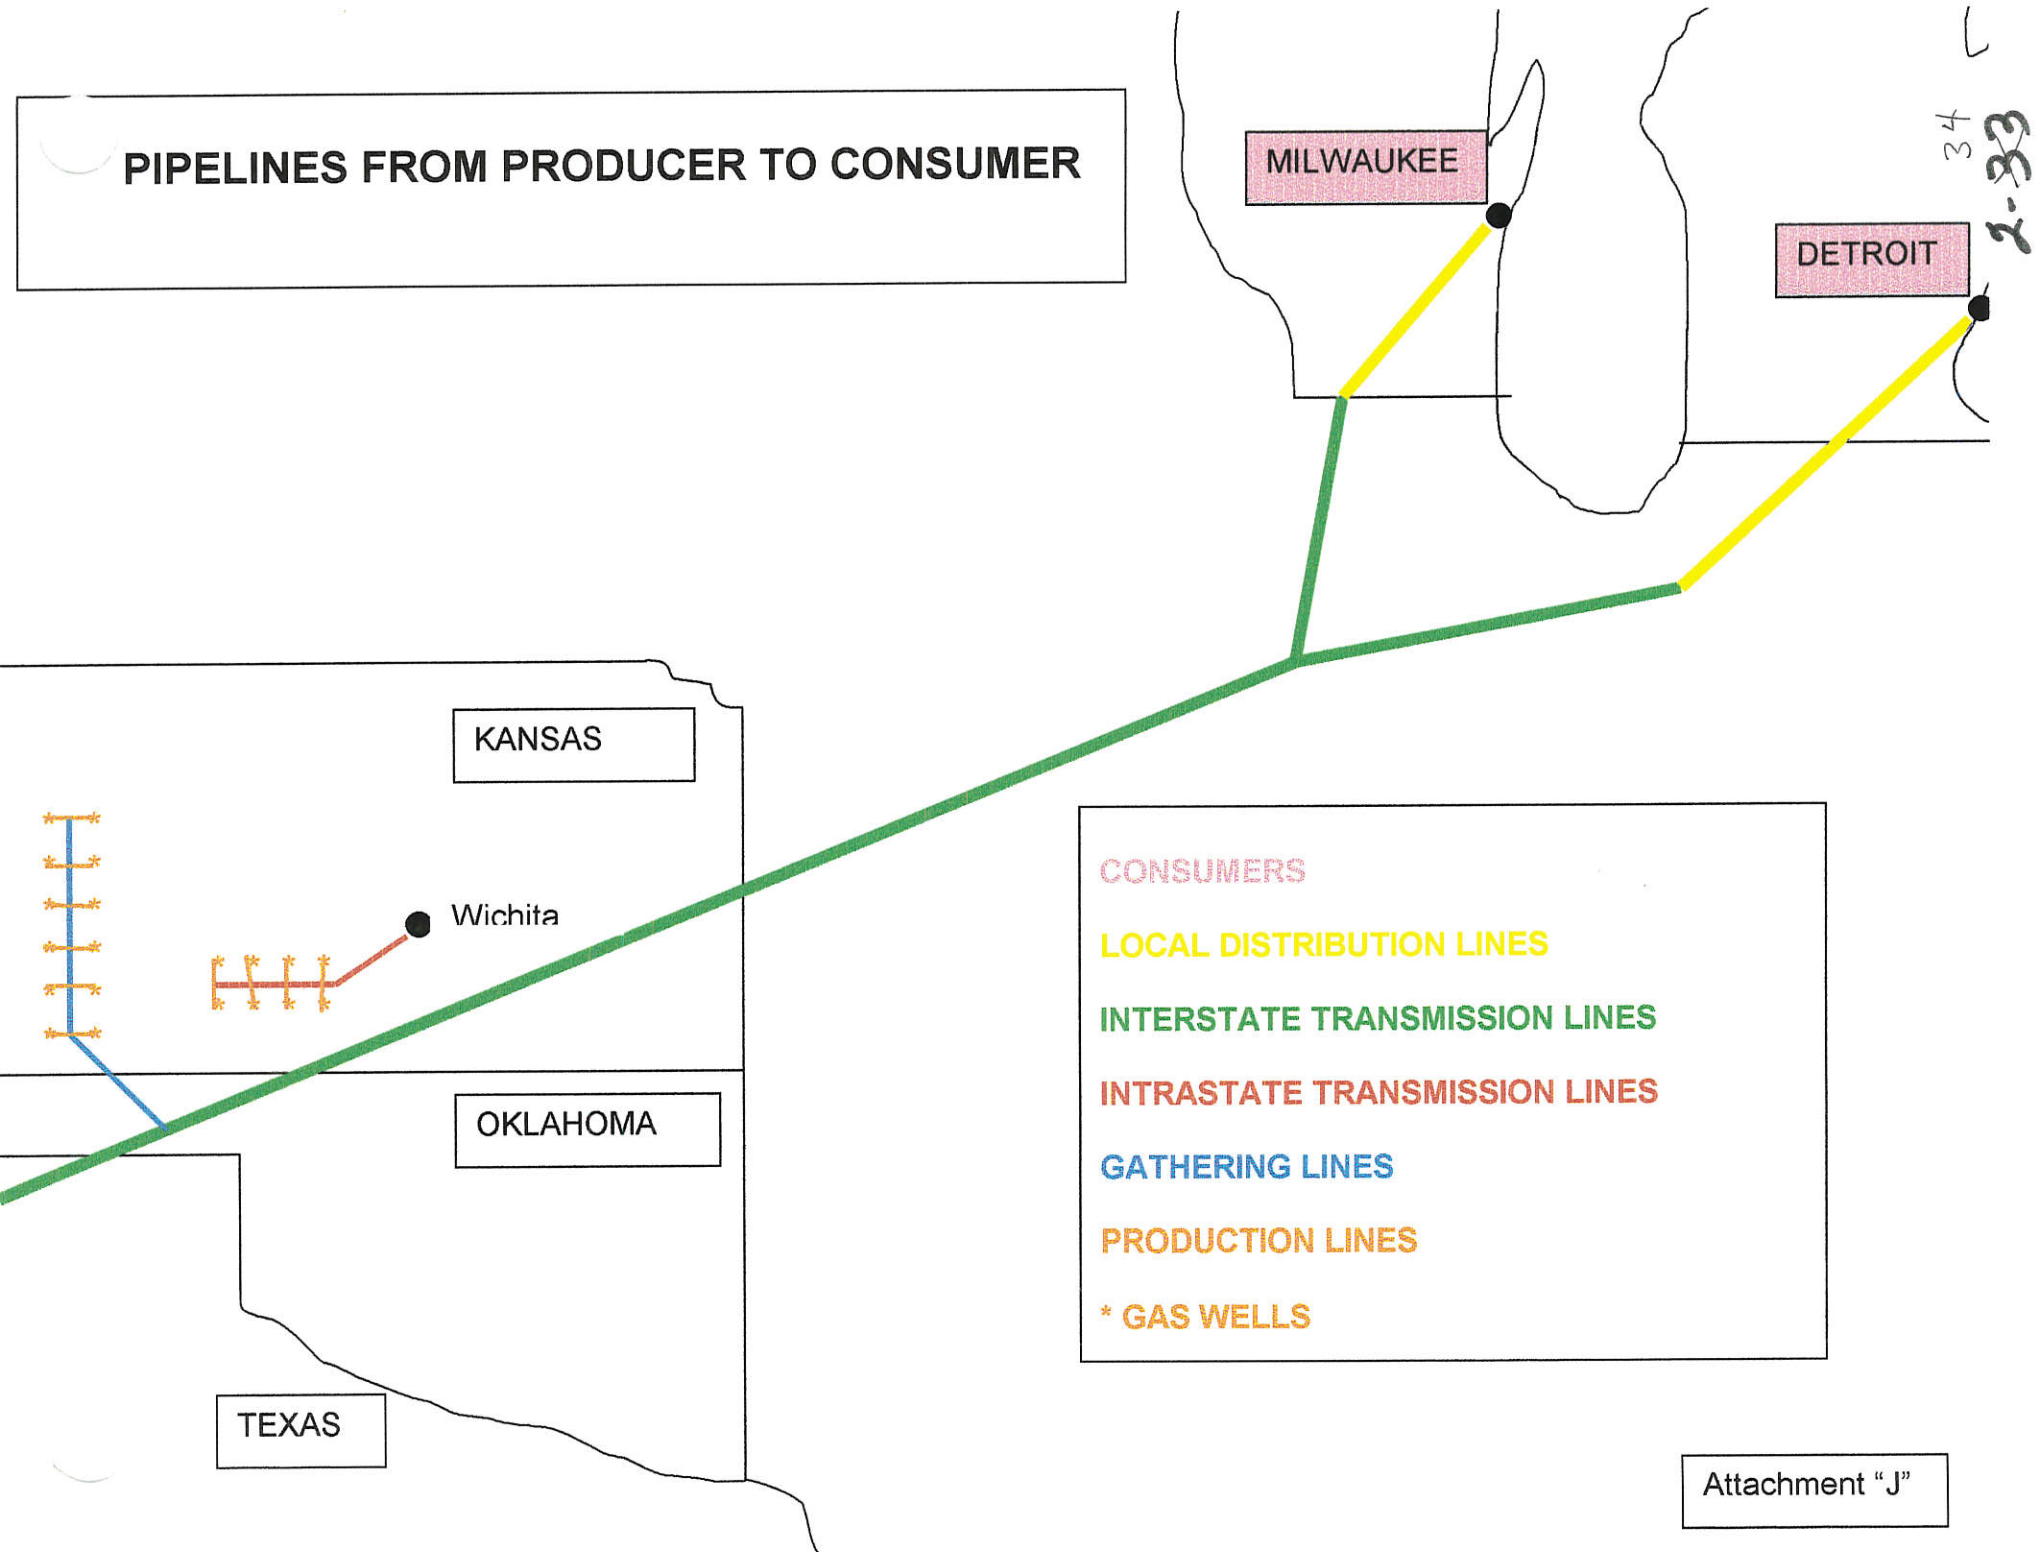 PIPELINES FROM PRODUCER TO CONSUMER
MILWAUKEE
DETROIT
34
2-33
KANSAS
Wichita
OKLAHOMA
TEXAS
CONSUMERS
LOCAL DISTRIBUTION LINES
INTERSTATE TRANSMISSION LINES
INTRASTATE TRANSMISSION LINES
GATHERING LINES
PRODUCTION LINES
* GAS WELLS
Attachment “J”